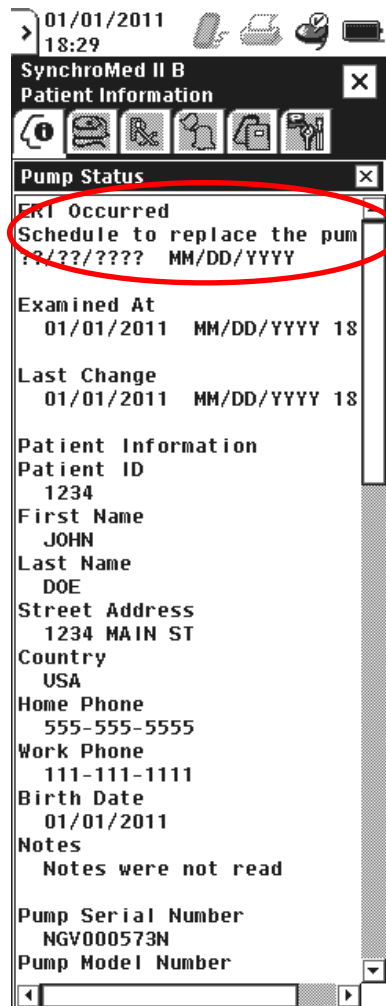 01/01/2011
18:29
SynchroMed II B
Patient Information
Pump Status
ERI Occurred
Schedule to replace the pum
??/??/???? MM/DD/YYYY
Examined At
01/01/2011 MM/DD/YYYY 18
Last Change
01/01/2011 MM/DD/YYYY 18
Patient Information
Patient ID
1234
First Name
JOHN
Last Name
DOE
Street Address
1234 MAIN ST
Country
USA
Home Phone
555-555-5555
Work Phone
111-111-1111
Birth Date
01/01/2011
Notes
Notes were not read
Pump Serial Number
NGV000573N
Pump Model Number